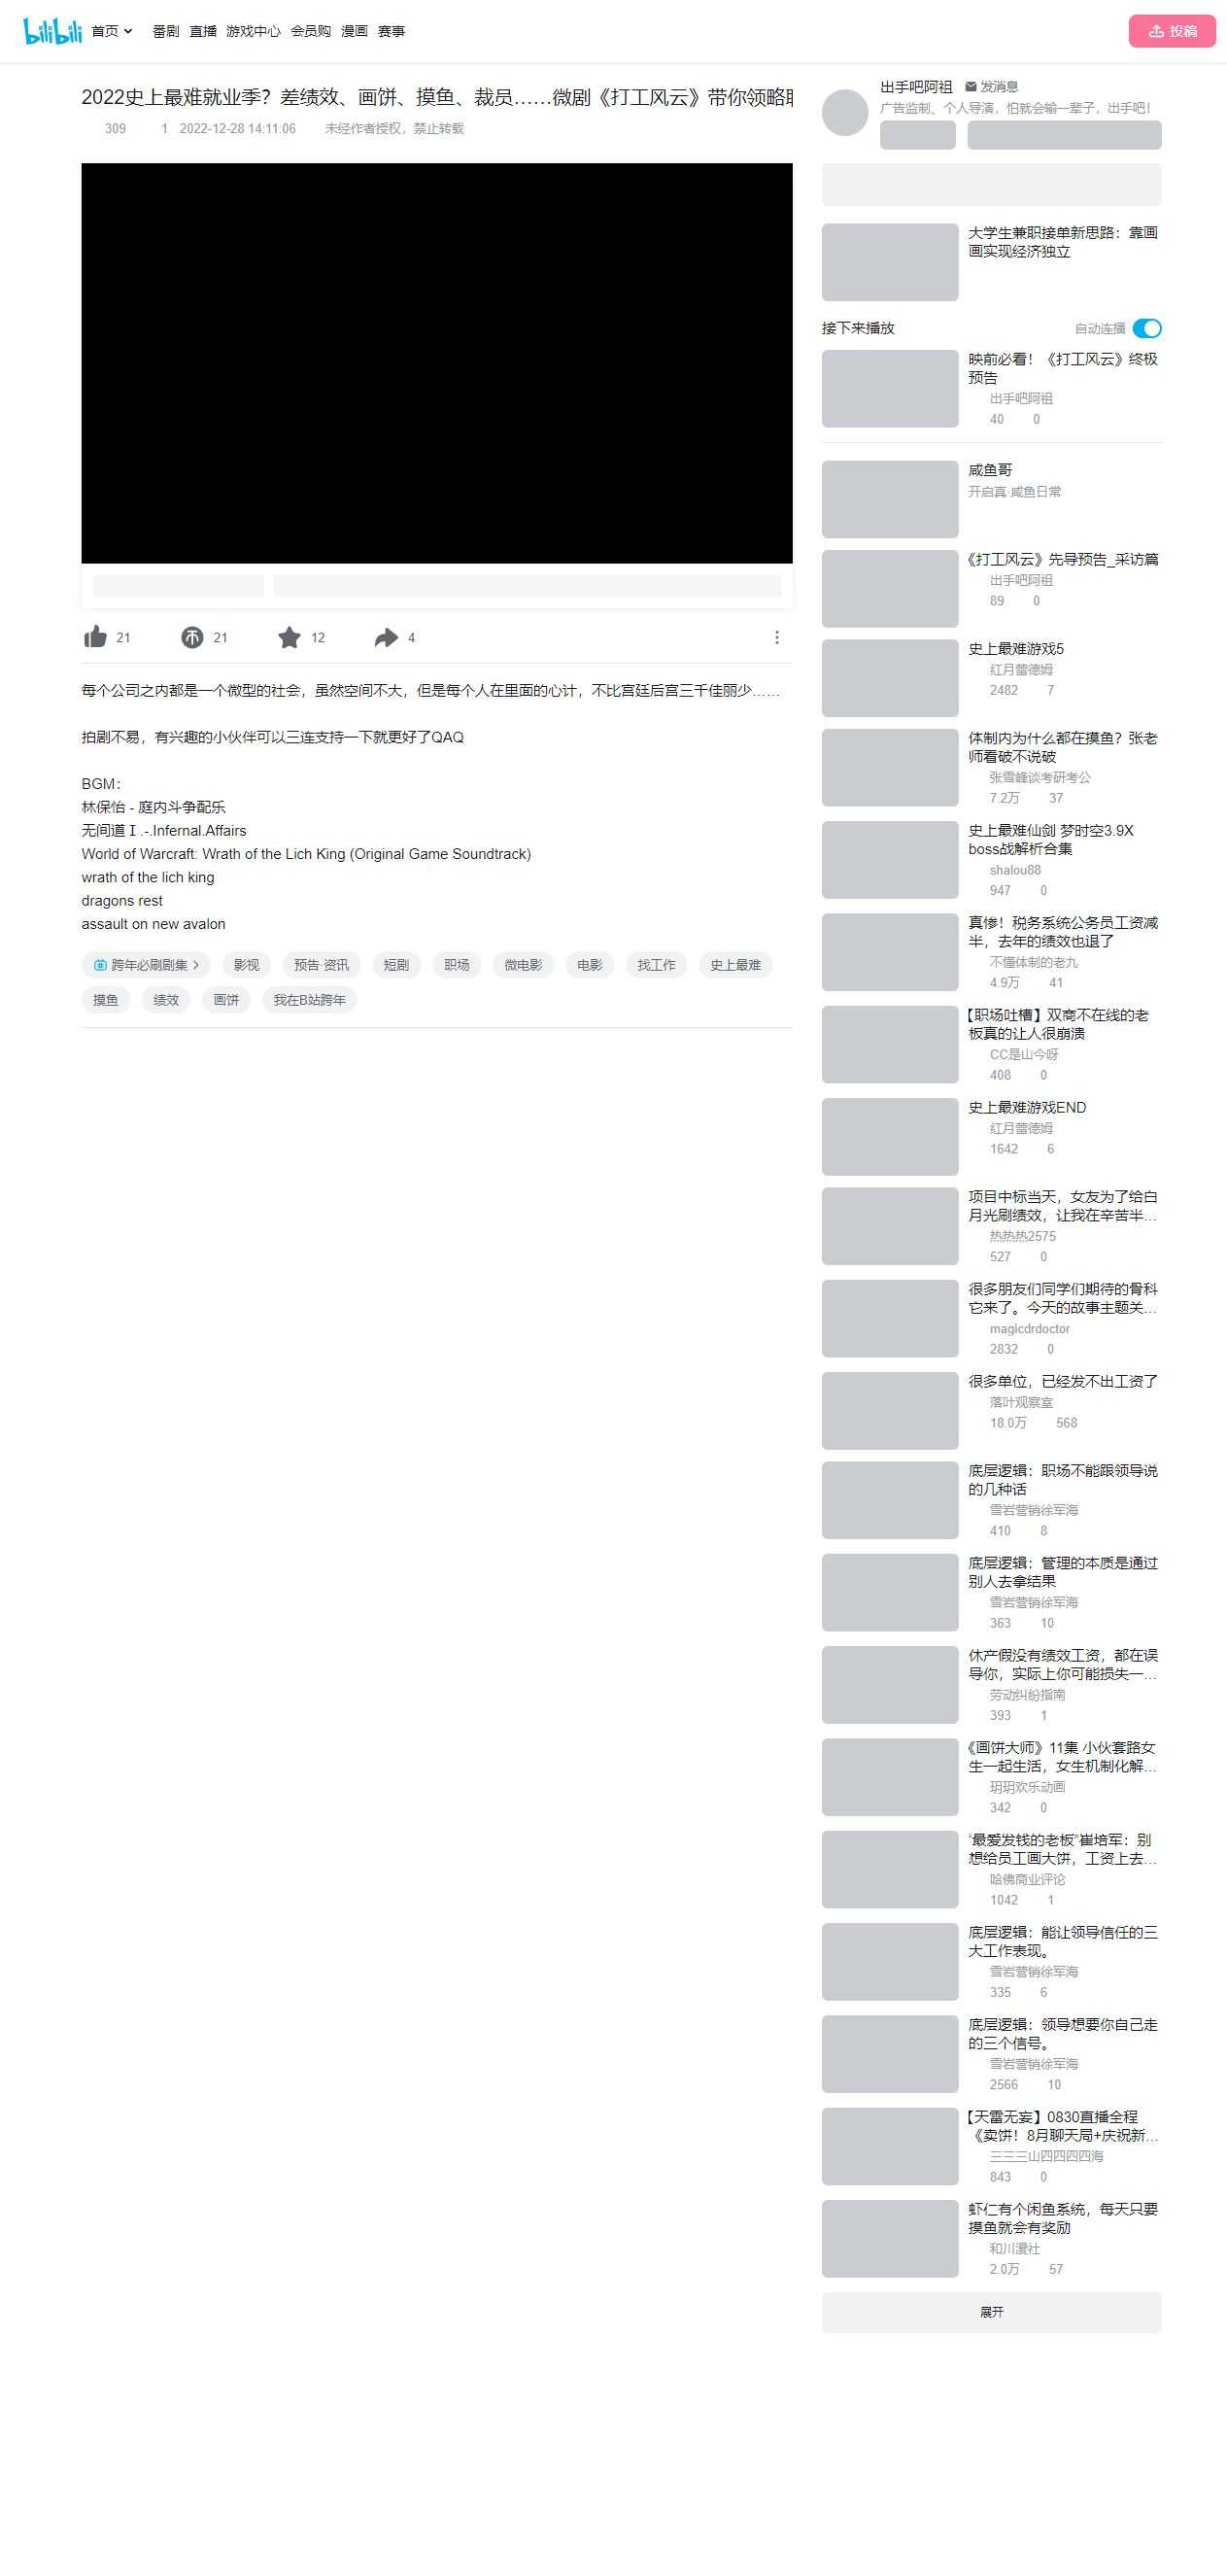 bilibili 首页 番剧 直播 游戏中心 会员购 漫画 赛事 投稿
2022史上最难就业季？差绩效、画饼、摸鱼、裁员……微剧《打工风云》带你领略
309 1 2022-12-28 14:11:06 未经作者授权，禁止转载
21 21 12 4
每个公司之内都是一个微型的社会，虽然空间不大，但是每个人在里面的心计，不比宫廷后宫三千佳丽少……
拍剧不易，有兴趣的小伙伴可以三连支持一下就更好了QAQ
BGM：
林保怡 - 庭内斗争配乐
无间道Ⅰ.-.Infernal.Affairs
World of Warcraft: Wrath of the Lich King (Original Game Soundtrack)
wrath of the lich king
dragons rest
assault on new avalon
跨年必刷剧集 影视 预告·资讯 短剧 职场 微电影 电影 找工作 史上最难
摸鱼 绩效 画饼 我在B站跨年
出手吧阿祖 发消息
广告监制、个人导演，怕就会输一辈子，出手吧！
大学生兼职接单新思路：靠画
画实现经济独立
接下来播放 自动连播
映前必看！《打工风云》终极
预告
出手吧阿祖
40 0
咸鱼哥
开启真·咸鱼日常
《打工风云》先导预告_采访篇
出手吧阿祖
89 0
史上最难游戏5
红月蕾德姆
2482 7
体制内为什么都在摸鱼？张老
师看破不说破
张雪峰谈考研考公
7.2万 37
史上最难仙剑 梦时空3.9X
boss战解析合集
shalou88
947 0
真惨！税务系统公务员工资减
半，去年的绩效也退了
不懂体制的老九
4.9万 41
【职场吐槽】双商不在线的老
板真的让人很崩溃
CC是山今呀
408 0
史上最难游戏END
红月蕾德姆
1642 6
项目中标当天，女友为了给白
月光刷绩效，让我在辛苦半…
热热热2575
527 0
很多朋友们同学们期待的骨科
它来了。今天的故事主题关…
magicdrdoctor
2832 0
很多单位，已经发不出工资了
落叶观察室
18.0万 568
底层逻辑：职场不能跟领导说
的几种话
雪岩营销徐军海
410 8
底层逻辑：管理的本质是通过
别人去拿结果
雪岩营销徐军海
363 10
休产假没有绩效工资，都在误
导你，实际上你可能损失一…
劳动纠纷指南
393 1
《画饼大师》11集 小伙套路女
生一起生活，女生机制化解…
玥玥欢乐动画
342 0
“最爱发钱的老板”崔培军：别
想给员工画大饼，工资上去…
哈佛商业评论
1042 1
底层逻辑：能让领导信任的三
大工作表现。
雪岩营销徐军海
335 6
底层逻辑：领导想要你自己走
的三个信号。
雪岩营销徐军海
2566 10
【天雷无妄】0830直播全程
《卖饼！8月聊天局+庆祝新…
三三三山四四四四海
843 0
虾仁有个闲鱼系统，每天只要
摸鱼就会有奖励
和川漫社
2.0万 57
展开